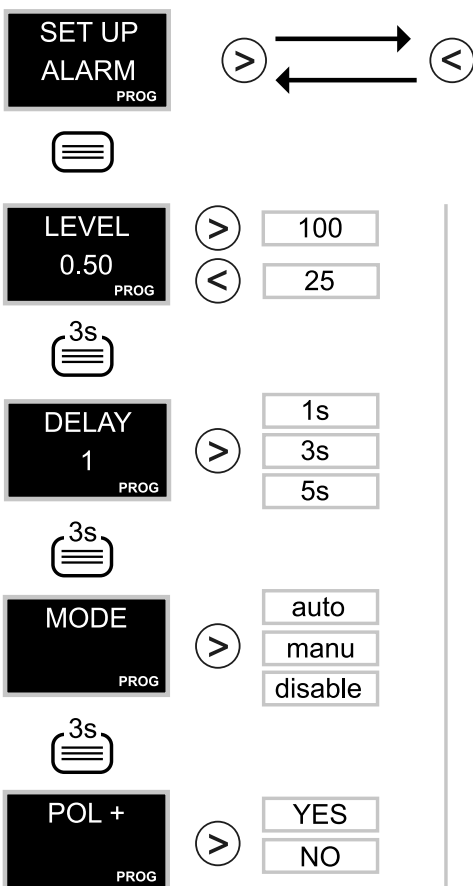 SET UP
ALARM
PROG
>
<
LEVEL
0.50
PROG
>
100
<
25
3s
DELAY
1
PROG
>
1s
3s
5s
3s
MODE
PROG
>
auto
manu
disable
3s
POL +
PROG
>
YES
NO